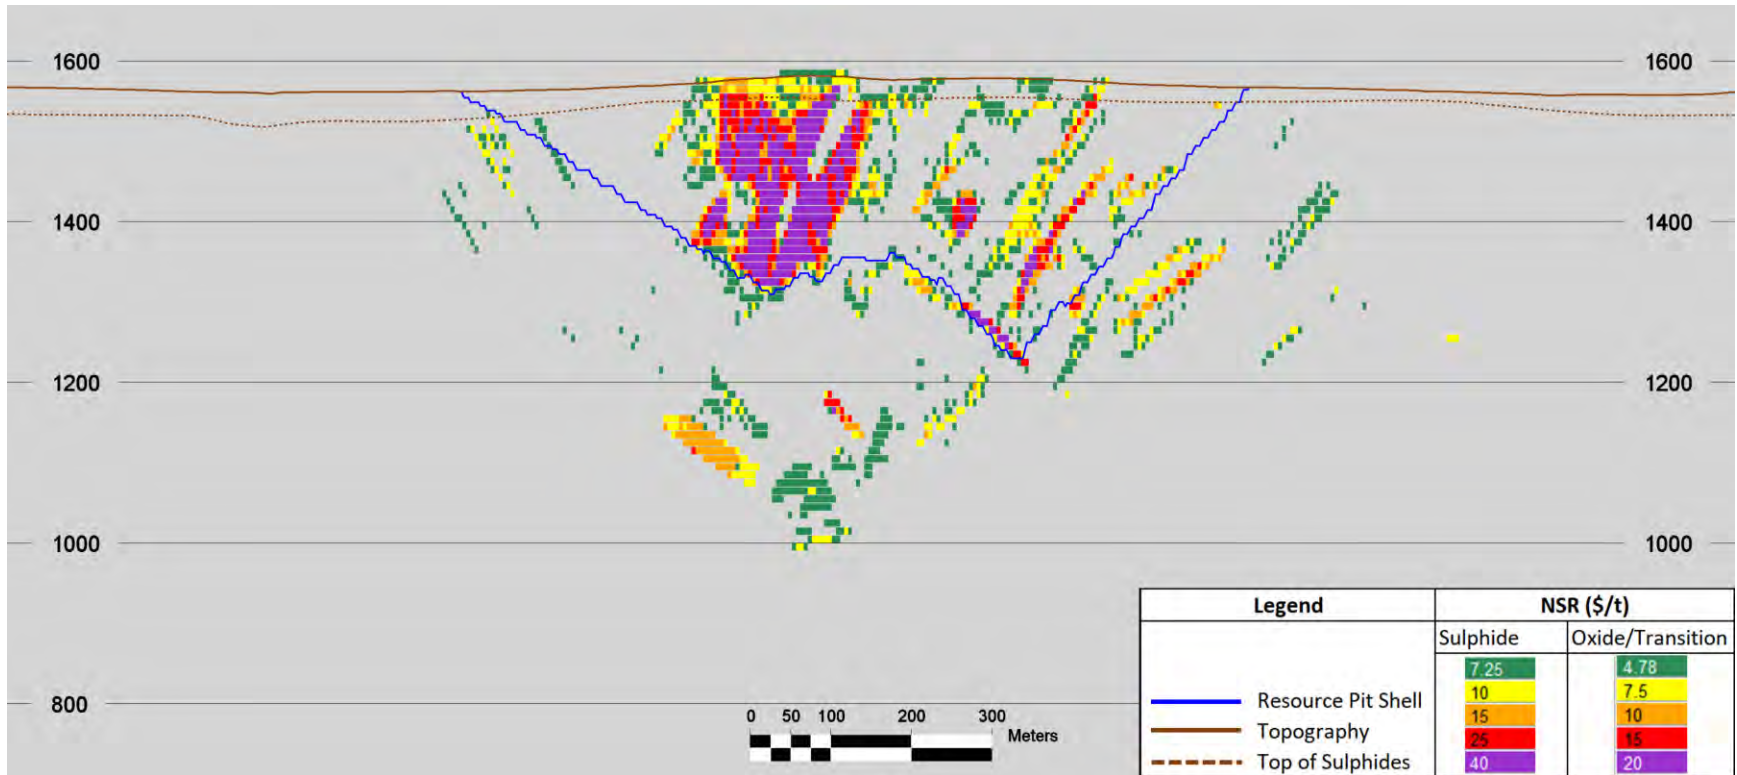 1600 1600
1400 1400
1200 1200
1000 1000
800
0 50 100 200 300
Meters
Legend NSR ($/t)
Sulphide Oxide/Transition
7.25 4.78
10 7.5
Resource Pit Shell 15 10
Topography 25 15
Top of Sulphides 40 20